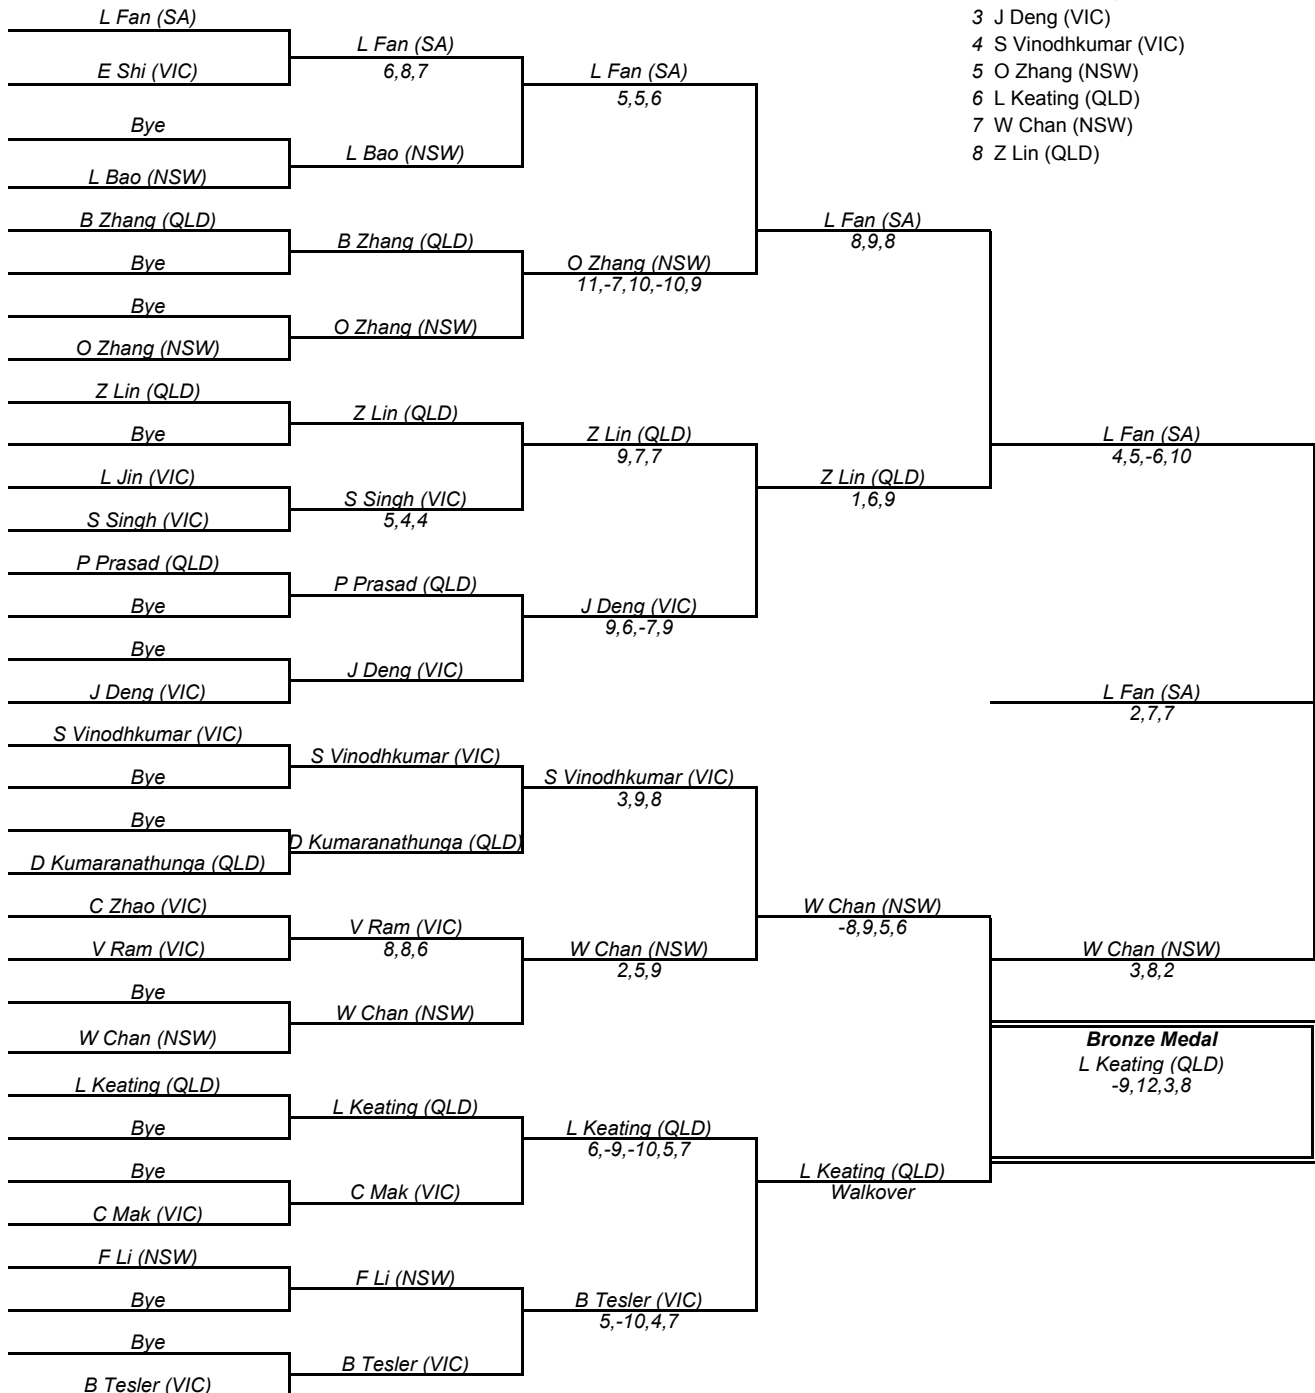 3 J Deng (VIC)
4 S Vinodhkumar (VIC)
5 O Zhang (NSW)
6 L Keating (QLD)
7 W Chan (NSW)
8 Z Lin (QLD)
L Fan (SA)
E Shi (VIC)
Bye
L Bao (NSW)
B Zhang (QLD)
Bye
Bye
O Zhang (NSW)
Z Lin (QLD)
Bye
L Jin (VIC)
S Singh (VIC)
P Prasad (QLD)
Bye
Bye
J Deng (VIC)
S Vinodhkumar (VIC)
Bye
Bye
D Kumaranathunga (QLD)
C Zhao (VIC)
V Ram (VIC)
Bye
W Chan (NSW)
L Keating (QLD)
Bye
Bye
C Mak (VIC)
F Li (NSW)
Bye
Bye
B Tesler (VIC)
L Fan (SA)
6,8,7
L Bao (NSW)
B Zhang (QLD)
O Zhang (NSW)
Z Lin (QLD)
S Singh (VIC)
5,4,4
P Prasad (QLD)
J Deng (VIC)
S Vinodhkumar (VIC)
D Kumaranathunga (QLD)
V Ram (VIC)
8,8,6
W Chan (NSW)
L Keating (QLD)
C Mak (VIC)
F Li (NSW)
B Tesler (VIC)
L Fan (SA)
5,5,6
O Zhang (NSW)
11,-7,10,-10,9
Z Lin (QLD)
9,7,7
J Deng (VIC)
9,6,-7,9
S Vinodhkumar (VIC)
3,9,8
W Chan (NSW)
2,5,9
L Keating (QLD)
6,-9,-10,5,7
B Tesler (VIC)
5,-10,4,7
L Fan (SA)
8,9,8
Z Lin (QLD)
1,6,9
W Chan (NSW)
-8,9,5,6
L Keating (QLD)
Walkover
L Fan (SA)
4,5,-6,10
L Fan (SA)
2,7,7
W Chan (NSW)
3,8,2
Bronze Medal
L Keating (QLD)
-9,12,3,8